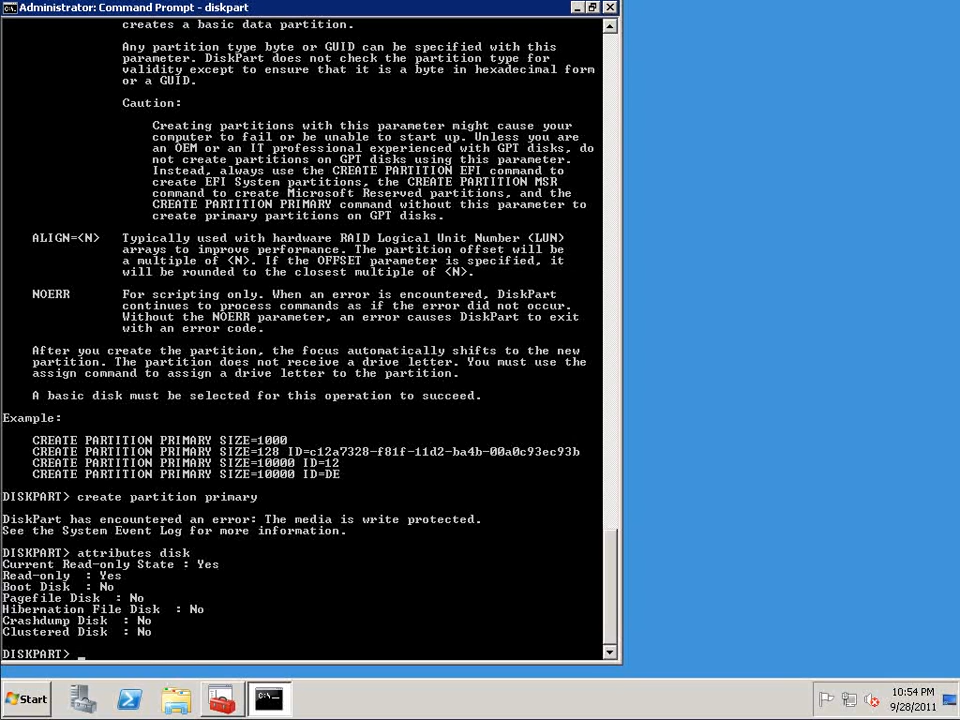 Administrator: Command Prompt - diskpart
creates a basic data partition.
Any partition type byte or GUID can be specified with this
parameter. DiskPart does not check the partition type for
validity except to ensure that it is a byte in hexadecimal form
or a GUID.
Caution:
Creating partitions with this parameter might cause your
computer to fail or be unable to start up. Unless you are
an OEM or an IT professional experienced with GPT disks, do
not create partitions on GPT disks using this parameter.
Instead, always use the CREATE PARTITION EFI command to
create EFI System partitions, the CREATE PARTITION MSR
command to create Microsoft Reserved partitions, and the
CREATE PARTITION PRIMARY command without this parameter to
create primary partitions on GPT disks.
ALIGN=<N> Typically used with hardware RAID Logical Unit Number (LUN)
arrays to improve performance. The partition offset will be
a multiple of <N>. If the OFFSET parameter is specified, it
will be rounded to the closest multiple of <N>.
NOERR For scripting only. When an error is encountered, DiskPart
continues to process commands as if the error did not occur.
Without the NOERR parameter, an error causes DiskPart to exit
with an error code.
After you create the partition, the focus automatically shifts to the new
partition. The partition does not receive a drive letter. You must use the
assign command to assign a drive letter to the partition.
A basic disk must be selected for this operation to succeed.
Example:
CREATE PARTITION PRIMARY SIZE=1000
CREATE PARTITION PRIMARY SIZE=128 ID=c12a7328-f81f-11d2-ba4b-00a0c93ec93b
CREATE PARTITION PRIMARY SIZE=10000 ID=12
CREATE PARTITION PRIMARY SIZE=10000 ID=DE
DISKPART> create partition primary
DiskPart has encountered an error: The media is write protected.
See the System Event Log for more information.
DISKPART> attributes disk
Current Read-only State : Yes
Read-only : Yes
Boot Disk : No
Pagefile Disk : No
Hibernation File Disk : No
Crashdump Disk : No
Clustered Disk : No
DISKPART> _
Start
10:54 PM
9/28/2011